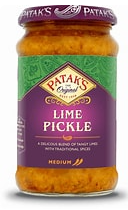 PATAK'S
Original
LIME
PICKLE
A DELICIOUS BLEND OF TANGY LIMES
WITH TRADITIONAL SPICES
MEDIUM